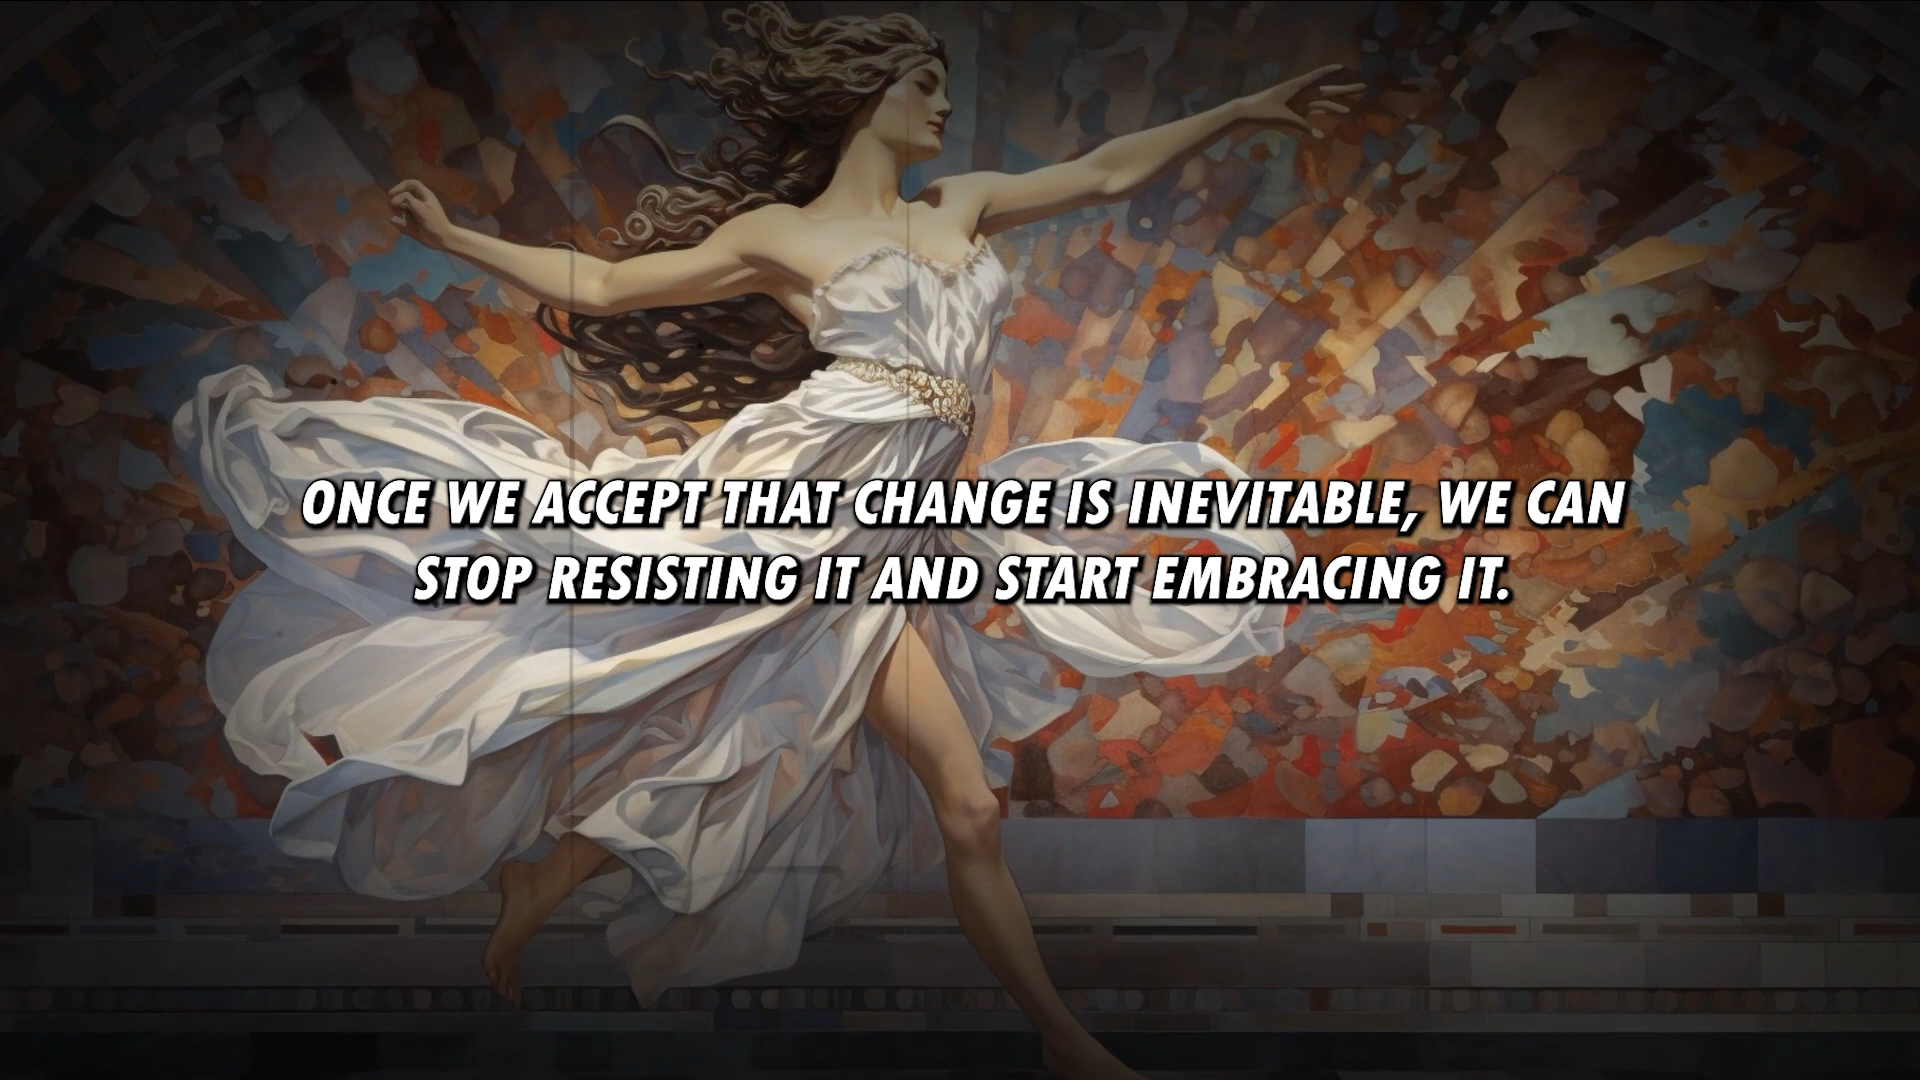 ONCE WE ACCEPT THAT CHANGE IS INEVITABLE, WE CAN
STOP RESISTING IT AND START EMBRACING IT.